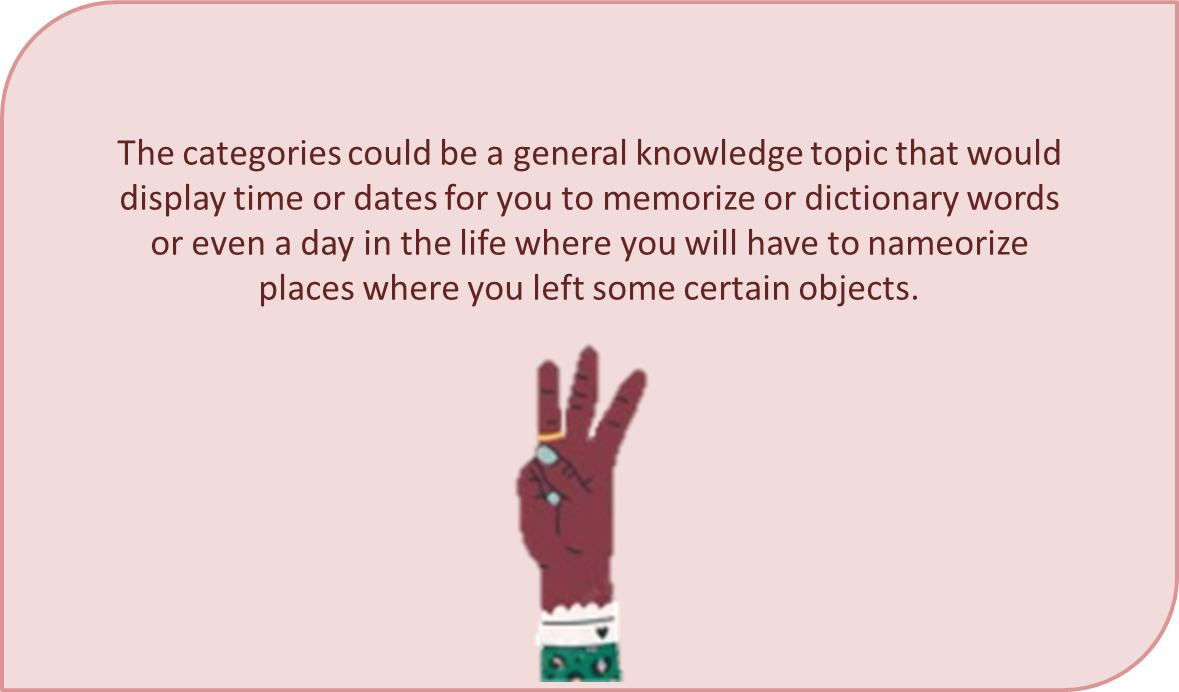 The categories could be a general knowledge topic that would
display time or dates for you to memorize or dictionary words
or even a day in the life where you will have to nameorize
places where you left some certain objects.